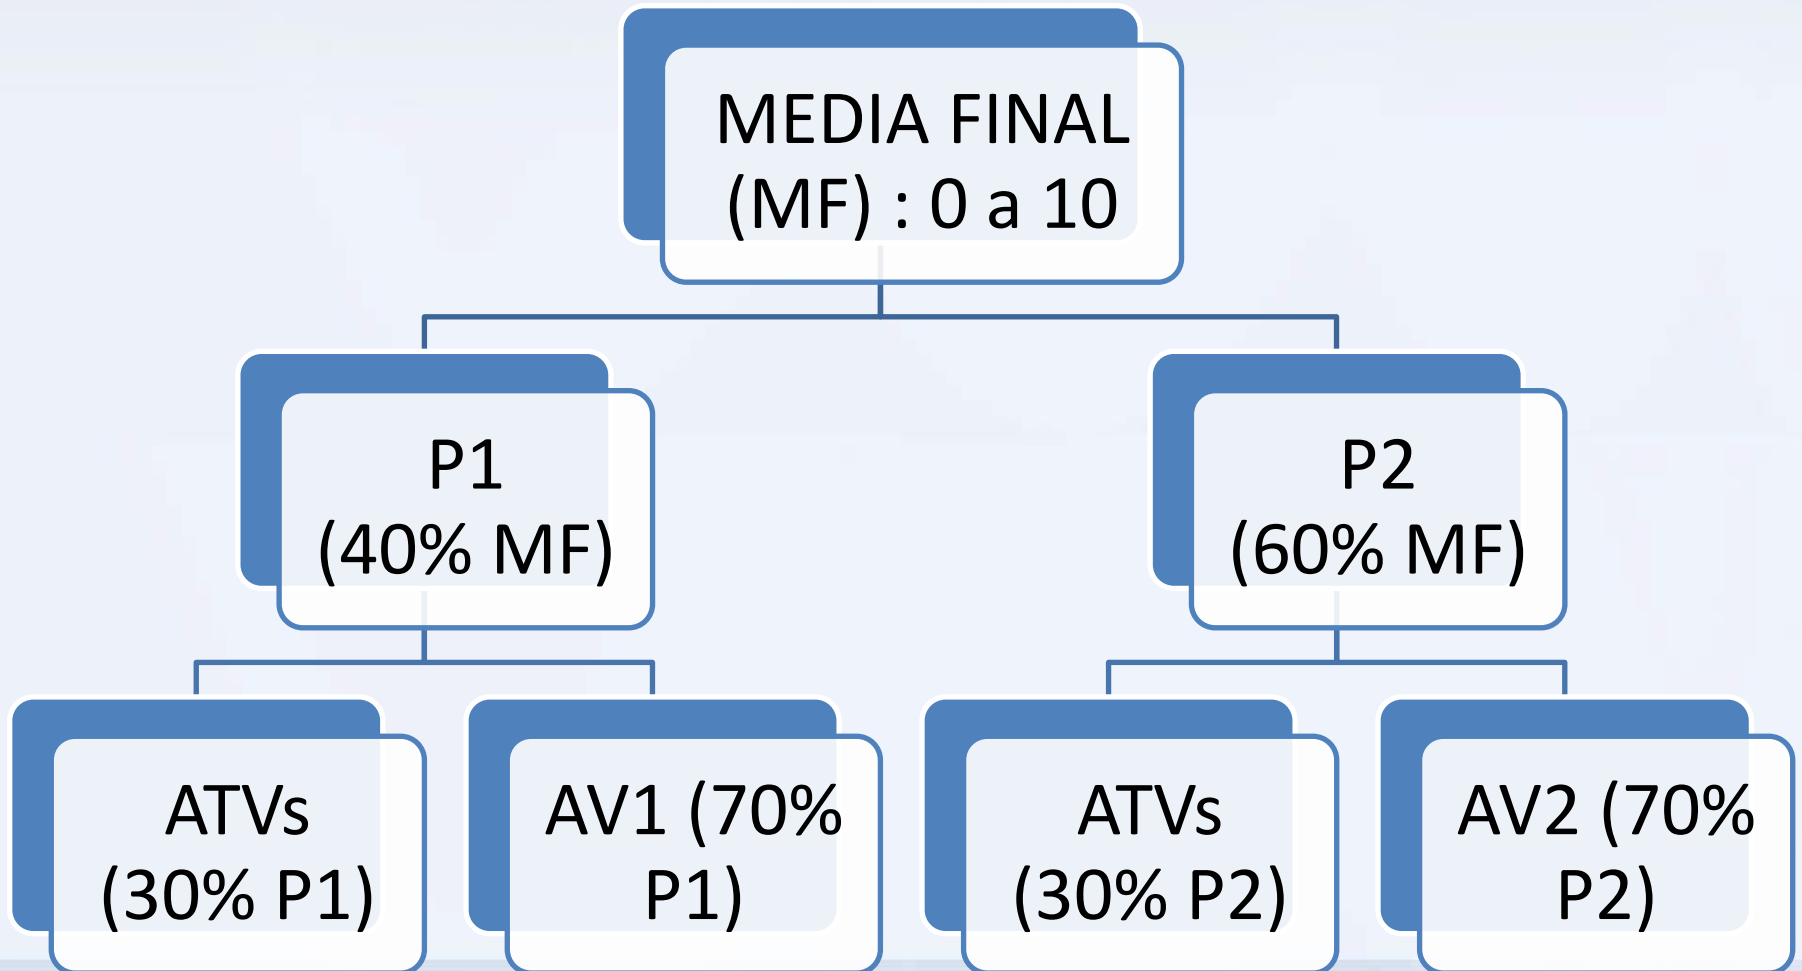 MEDIA FINAL
(MF) : 0 a 10
P1
(40% MF)
P2
(60% MF)
ATVs
(30% P1)
AV1 (70%
P1)
ATVs
(30% P2)
AV2 (70%
P2)